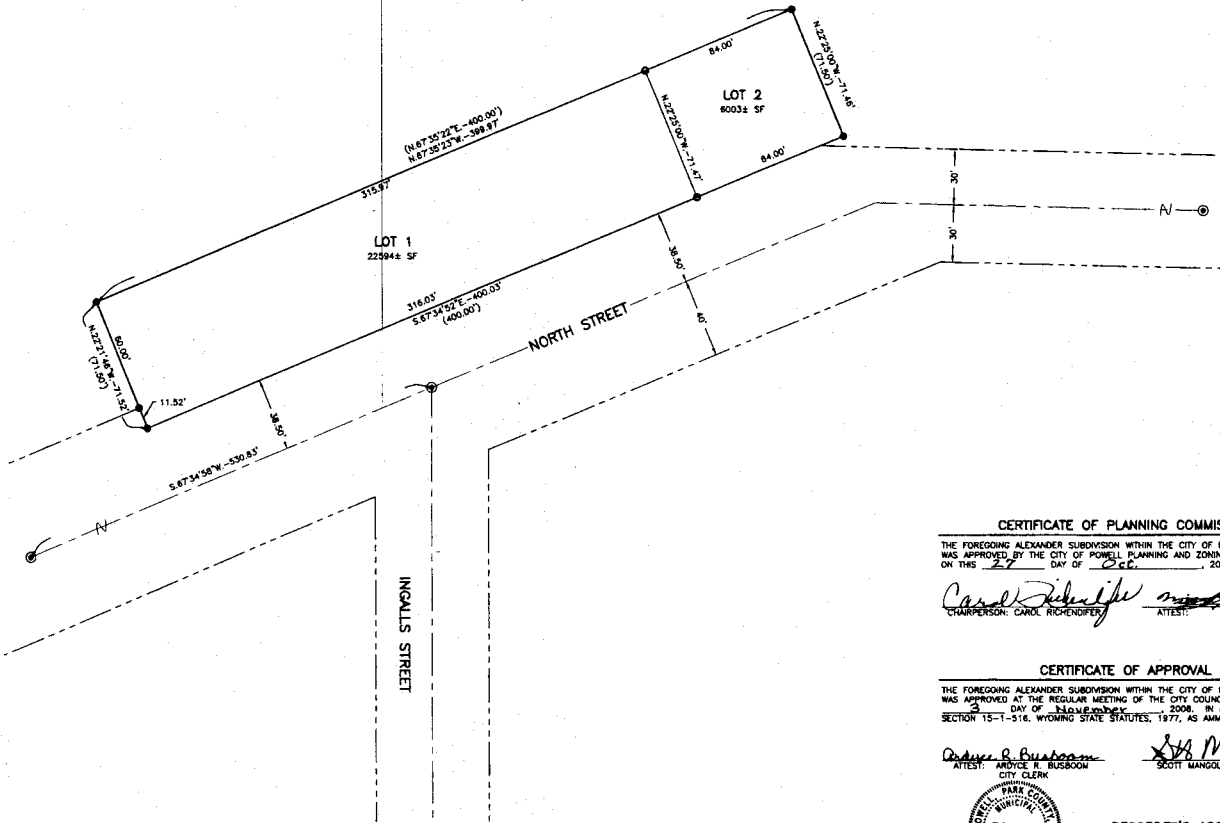 84.00'
N.22°25'00"W.-71.46'
(71.50')
LOT 2
6003± SF
N.22°25'00"W.-71.47'
84.00'
(N.67°35'22"E.-400.00')
N.67°35'23"W.-399.97'
315.97'
LOT 1
22594± SF
316.03'
S.67°34'52"E.-400.03'
(400.00')
60.00'
N.22°21'46"W.-71.52'
(71.50')
11.52'
38.50'
38.50'
40'
30'
30'
N
NORTH STREET
S.67°34'58"W.-530.83'
N
INGALLS STREET
CERTIFICATE OF PLANNING COMMIS
THE FOREGOING ALEXANDER SUBDIVISION WITHIN THE CITY OF
WAS APPROVED BY THE CITY OF POWELL PLANNING AND ZONIN
ON THIS 27 DAY OF Oct. , 20
CHAIRPERSON: CAROL RICHENDIFER ATTEST:
CERTIFICATE OF APPROVAL
THE FOREGOING ALEXANDER SUBDIVISION WITHIN THE CITY OF
WAS APPROVED AT THE REGULAR MEETING OF THE CITY COUNC
3 DAY OF November , 2008. IN
SECTION 15-1-516. WYOMING STATE STATUTES, 1977, AS AMM
Ardyce R. Busboom
ATTEST: ARDYCE R. BUSBOOM SCOTT MANGOL
CITY CLERK
POWELL, PARK COUNTY,
MUNICIPAL